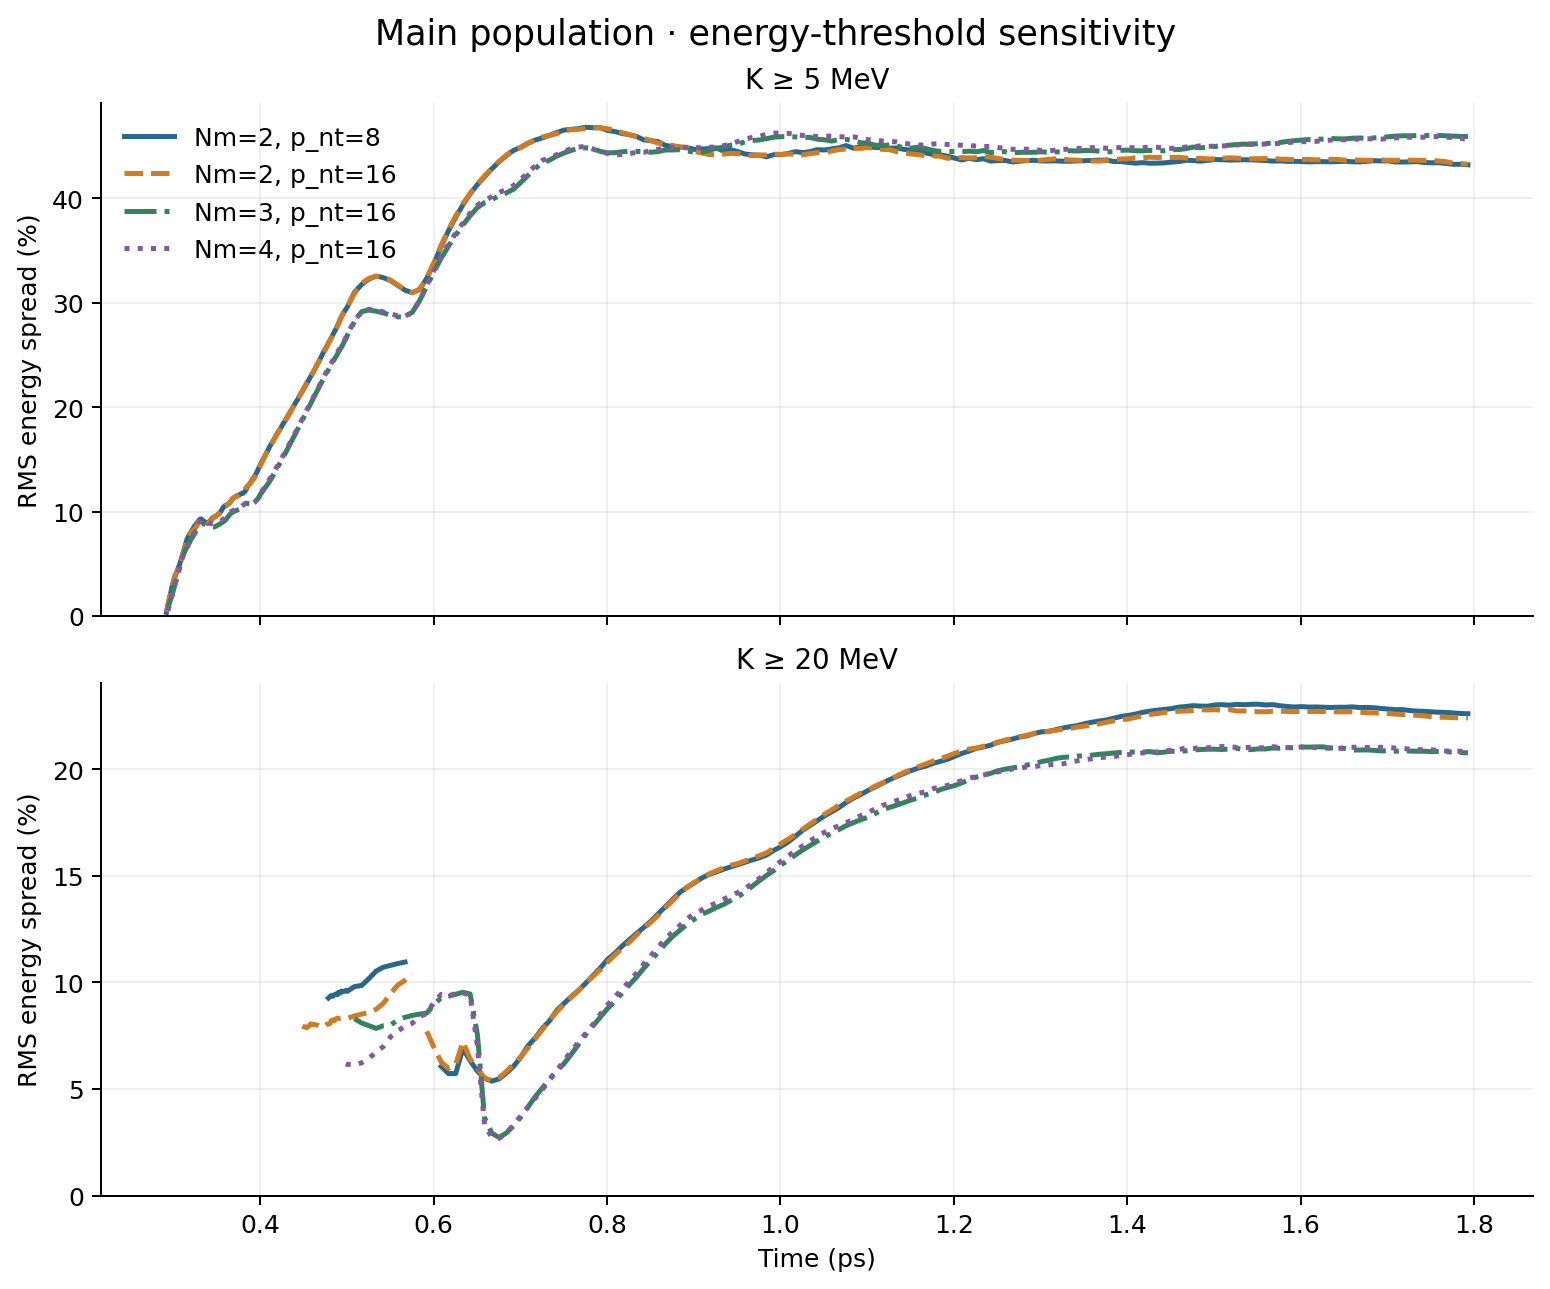 Main population · energy-threshold sensitivity
K ≥ 5 MeV
RMS energy spread (%)
40
30
20
10
0
Nm=2, p_nt=8
Nm=2, p_nt=16
Nm=3, p_nt=16
Nm=4, p_nt=16
K ≥ 20 MeV
RMS energy spread (%)
20
15
10
5
0
0.4 0.6 0.8 1.0 1.2 1.4 1.6 1.8
Time (ps)